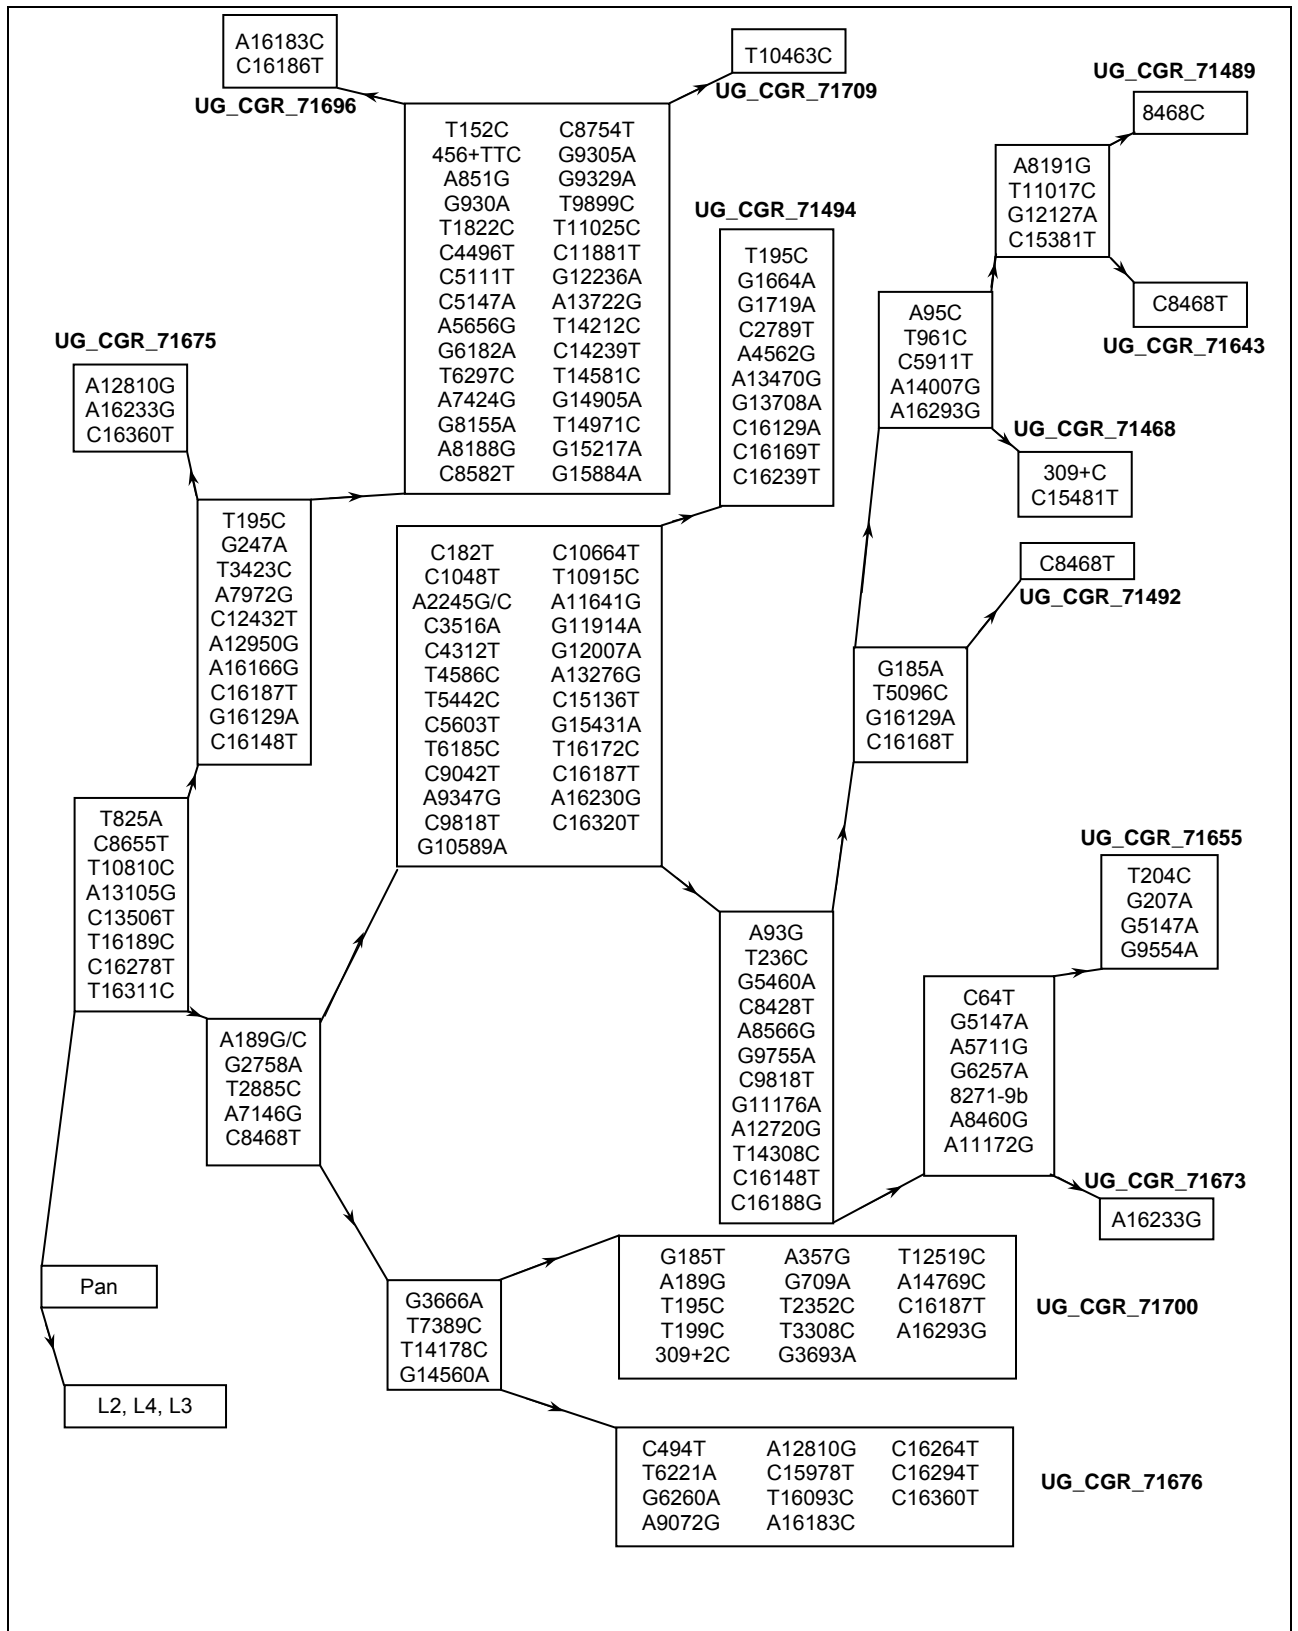 A16183C
C16186T
UG_CGR_71696
T10463C
UG_CGR_71709
UG_CGR_71489
8468C
T152C C8754T
456+TTC G9305A
A851G G9329A
G930A T9899C
T1822C T11025C
C4496T C11881T
C5111T G12236A
C5147A A13722G
A5656G T14212C
G6182A C14239T
T6297C T14581C
A7424G G14905A
G8155A T14971C
A8188G G15217A
C8582T G15884A
A8191G
T11017C
G12127A
C15381T
UG_CGR_71494
T195C
G1664A
G1719A
C2789T
A4562G
A13470G
G13708A
C16129A
C16169T
C16239T
C8468T
UG_CGR_71643
A95C
T961C
C5911T
A14007G
A16293G
UG_CGR_71675
A12810G
A16233G
C16360T
UG_CGR_71468
309+C
C15481T
T195C
G247A
T3423C
A7972G
C12432T
A12950G
A16166G
C16187T
G16129A
C16148T
C182T C10664T
C1048T T10915C
A2245G/C A11641G
C3516A G11914A
C4312T G12007A
T4586C A13276G
T5442C C15136T
C5603T G15431A
T6185C T16172C
C9042T C16187T
A9347G A16230G
C9818T C16320T
G10589A
C8468T
UG_CGR_71492
G185A
T5096C
G16129A
C16168T
T825A
C8655T
T10810C
A13105G
C13506T
T16189C
C16278T
T16311C
UG_CGR_71655
T204C
G207A
G5147A
G9554A
A93G
T236C
G5460A
C8428T
A8566G
G9755A
C9818T
G11176A
A12720G
T14308C
C16148T
C16188G
C64T
G5147A
A5711G
G6257A
8271-9b
A8460G
A11172G
A189G/C
G2758A
T2885C
A7146G
C8468T
UG_CGR_71673
A16233G
Pan
G3666A
T7389C
T14178C
G14560A
G185T A357G T12519C
A189G G709A A14769C
T195C T2352C C16187T
T199C T3308C A16293G
309+2C G3693A
UG_CGR_71700
L2, L4, L3
C494T A12810G C16264T
T6221A C15978T C16294T
G6260A T16093C C16360T
A9072G A16183C
UG_CGR_71676